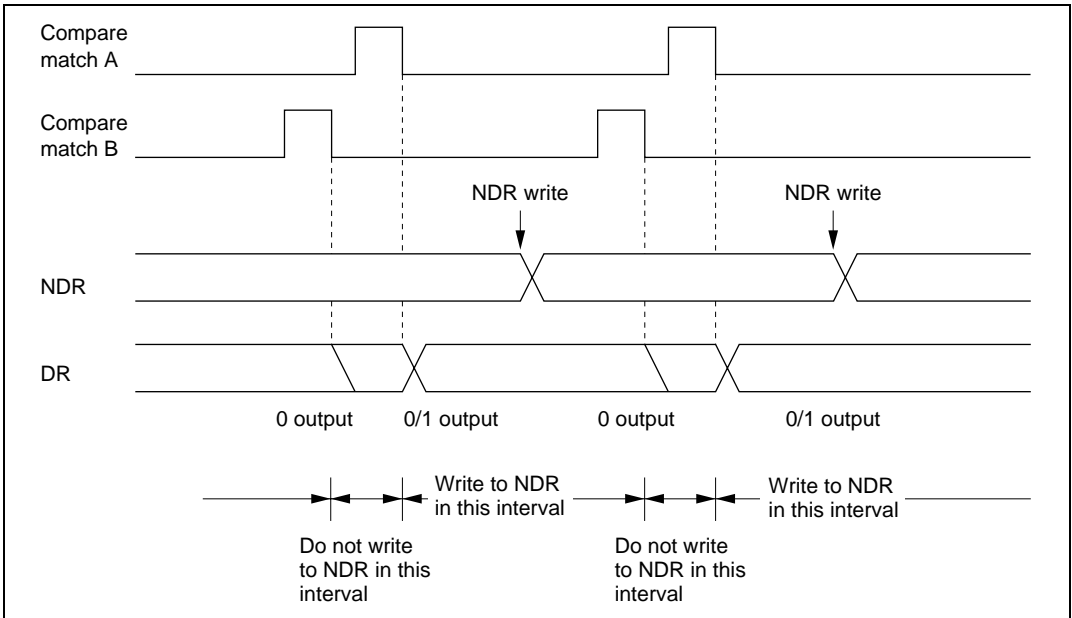 Compare
match A
Compare
match B
NDR write
NDR write
NDR
DR
0 output
0/1 output
0 output
0/1 output
Write to NDR
in this interval
Write to NDR
in this interval
Do not write
to NDR in this
interval
Do not write
to NDR in this
interval